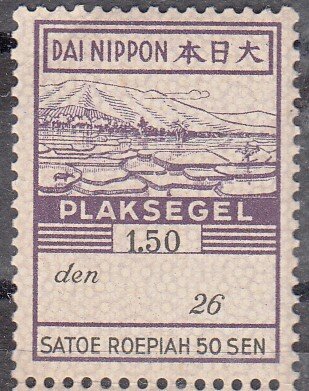 DAI NIPPON 本日大
PLAKSEGEL
1.50
den
26
SATOE ROEPIAH 50 SEN